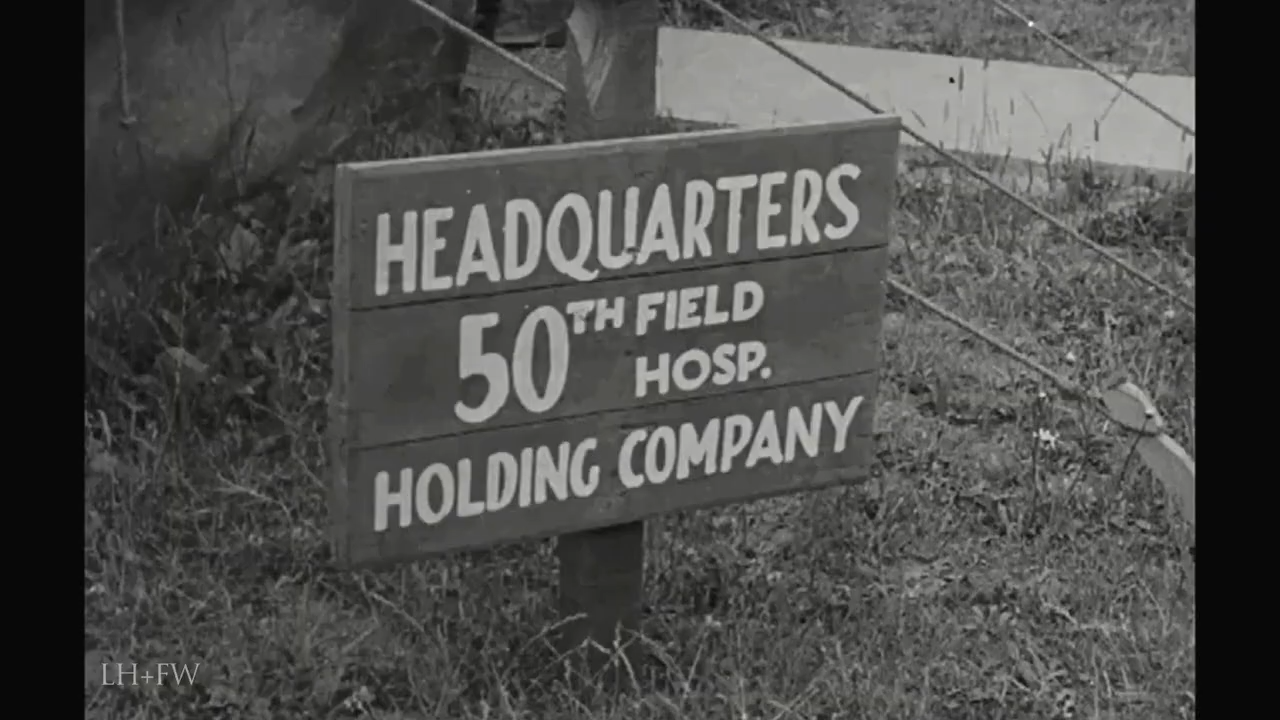 HEADQUARTERS
50TH FIELD
HOSP.
HOLDING COMPANY
LH+FW